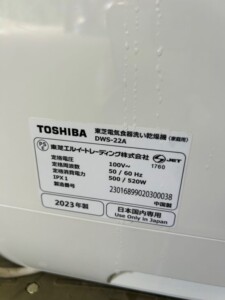 TOSHIBA 東芝電気食器洗い乾燥機(家庭用)
DWS-22A
PS E 東芝エルイートレーディング株式会社
定格電圧 100V~ JET
定格周波数 50 / 60 Hz 1760
定格消費電力 500 / 520W
IPX1
製造番号 23016899020300038
中国製
2023年製
日本国内専用
Use Only in Japan